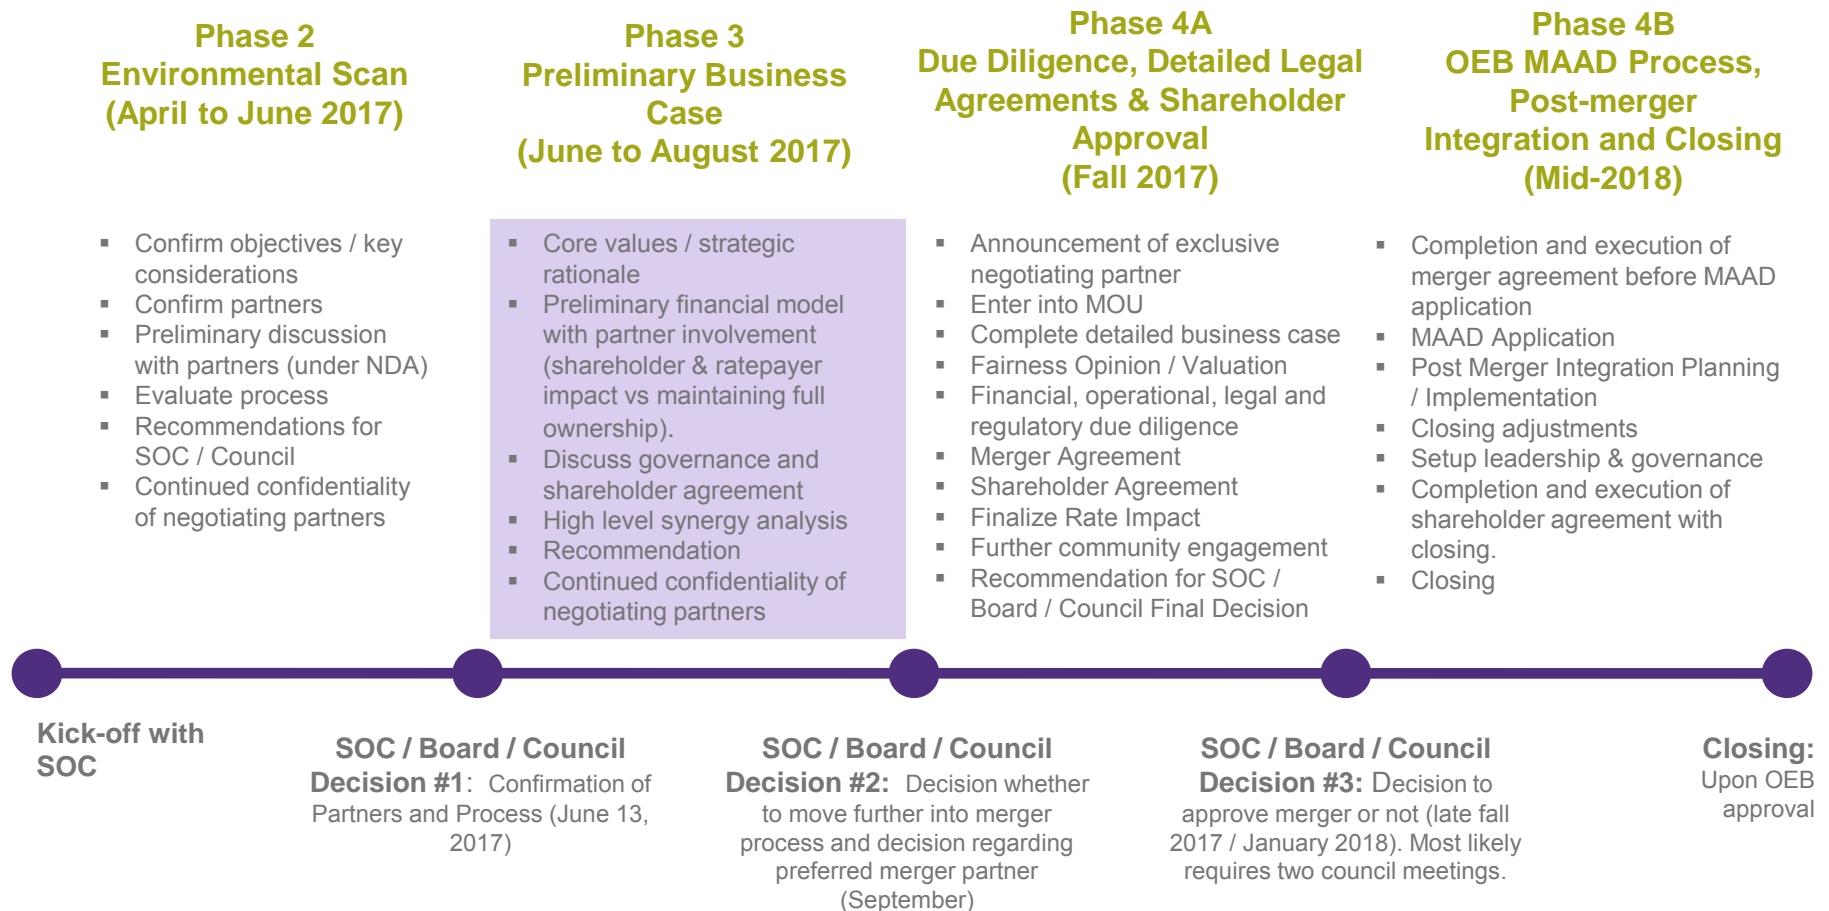 Phase 2
Environmental Scan
(April to June 2017)
▪ Confirm objectives / key
considerations
▪ Confirm partners
▪ Preliminary discussion
with partners (under NDA)
▪ Evaluate process
▪ Recommendations for
SOC / Council
▪ Continued confidentiality
of negotiating partners
Phase 3
Preliminary Business
Case
(June to August 2017)
▪ Core values / strategic
rationale
▪ Preliminary financial model
with partner involvement
(shareholder & ratepayer
impact vs maintaining full
ownership).
▪ Discuss governance and
shareholder agreement
▪ High level synergy analysis
▪ Recommendation
▪ Continued confidentiality of
negotiating partners
Phase 4A
Due Diligence, Detailed Legal
Agreements & Shareholder
Approval
(Fall 2017)
▪ Announcement of exclusive
negotiating partner
▪ Enter into MOU
▪ Complete detailed business case
▪ Fairness Opinion / Valuation
▪ Financial, operational, legal and
regulatory due diligence
▪ Merger Agreement
▪ Shareholder Agreement
▪ Finalize Rate Impact
▪ Further community engagement
▪ Recommendation for SOC /
Board / Council Final Decision
Phase 4B
OEB MAAD Process,
Post-merger
Integration and Closing
(Mid-2018)
▪ Completion and execution of
merger agreement before MAAD
application
▪ MAAD Application
▪ Post Merger Integration Planning
/ Implementation
▪ Closing adjustments
▪ Setup leadership & governance
▪ Completion and execution of
shareholder agreement with
closing.
▪ Closing
Kick-off with
SOC
SOC / Board / Council
Decision #1: Confirmation of
Partners and Process (June 13,
2017)
SOC / Board / Council
Decision #2: Decision whether
to move further into merger
process and decision regarding
preferred merger partner
(September)
SOC / Board / Council
Decision #3: Decision to
approve merger or not (late fall
2017 / January 2018). Most likely
requires two council meetings.
Closing:
Upon OEB
approval